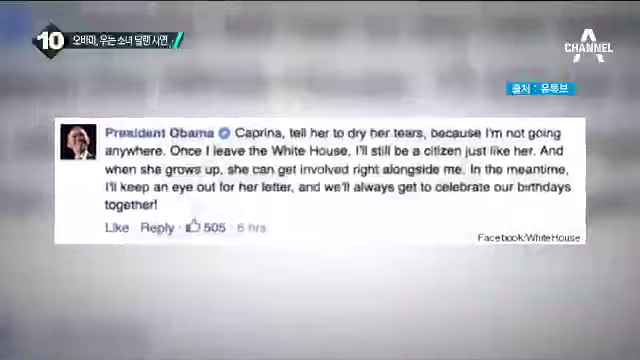 10 오바마, 우는 소녀 달랜 사연
CHANNEL A
출처 : 유튜브
President Obama Caprina, tell her to dry her tears, because I'm not going
anywhere. Once I leave the White House, I'll still be a citizen just like her. And
when she grows up, she can get involved right alongside me. In the meantime,
I'll keep an eye out for her letter, and we'll always get to celebrate our birthdays
together!
Like · Reply · 505 · 6 hrs
Facebook/WhiteHouse